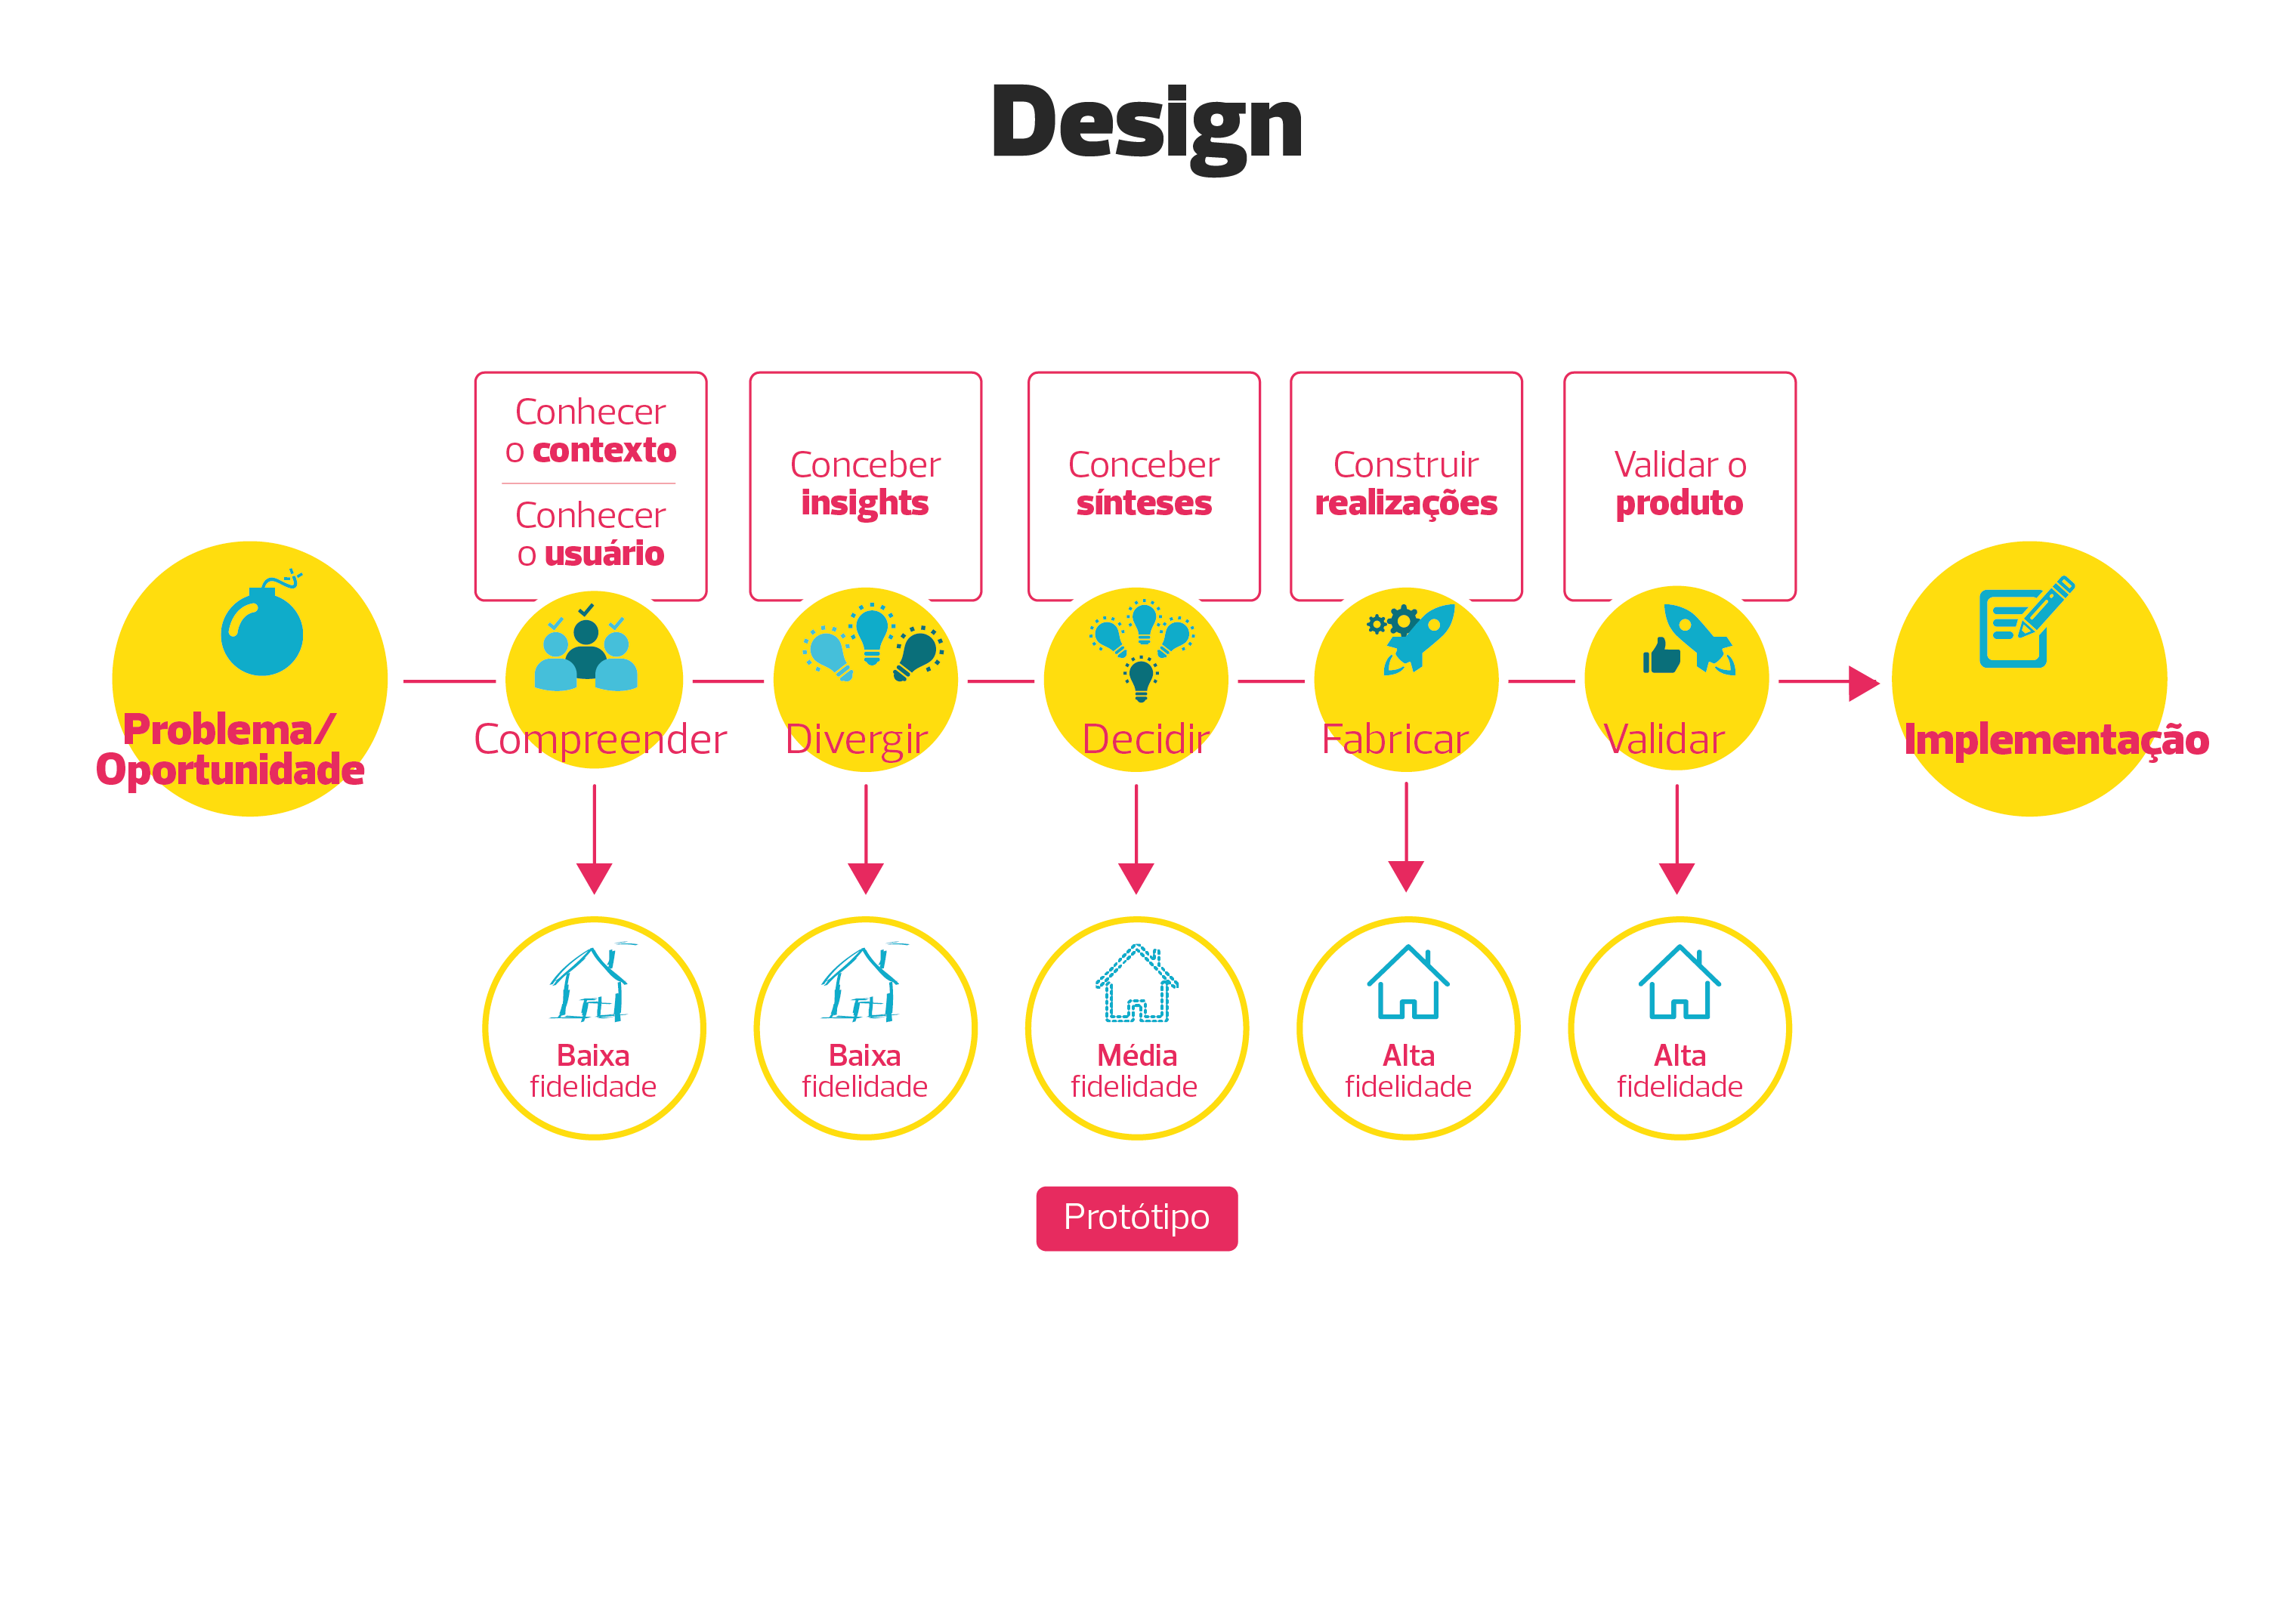 Design
Conhecer
o contexto
Conhecer
o usuário
Conceber
insights
Conceber
sínteses
Construir
realizações
Validar o
produto
Problema/
Oportunidade
Compreender
Divergir
Decidir
Fabricar
Validar
Implementação
Baixa
fidelidade
Baixa
fidelidade
Média
fidelidade
Alta
fidelidade
Alta
fidelidade
Protótipo